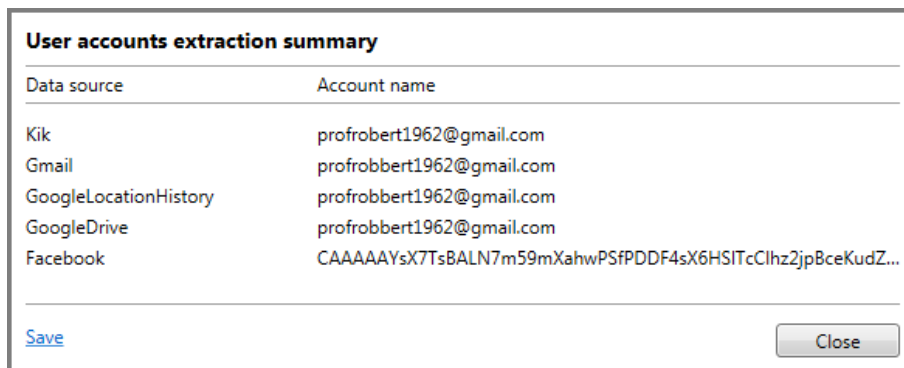 User accounts extraction summary
Data source Account name
Kik profrobert1962@gmail.com
Gmail profrobbert1962@gmail.com
GoogleLocationHistory profrobbert1962@gmail.com
GoogleDrive profrobbert1962@gmail.com
Facebook CAAAAAYsX7TsBALN7m59mXahwPSfPDDF4sX6HSITcClhz2jpBceKudZ...
Save Close